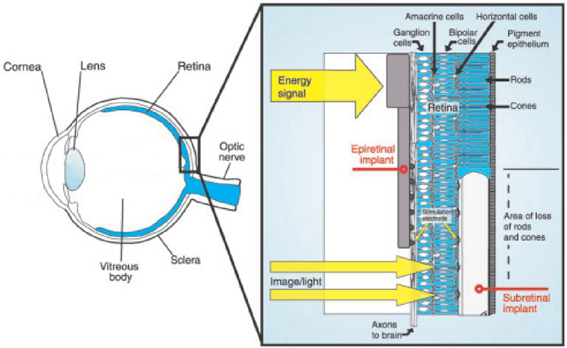 Cornea
Lens
Retina
Optic
nerve
Sclera
Vitreous
body
Amacrine cells
Horizontal cells
Ganglion
cells
Bipolar
cells
Pigment
epithelium
Energy
signal
Rods
Retina
Cones
Epiretinal
implant
Stimulation
electrode
Area of loss
of rods
and cones
Image/light
Subretinal
implant
Axons
to brain